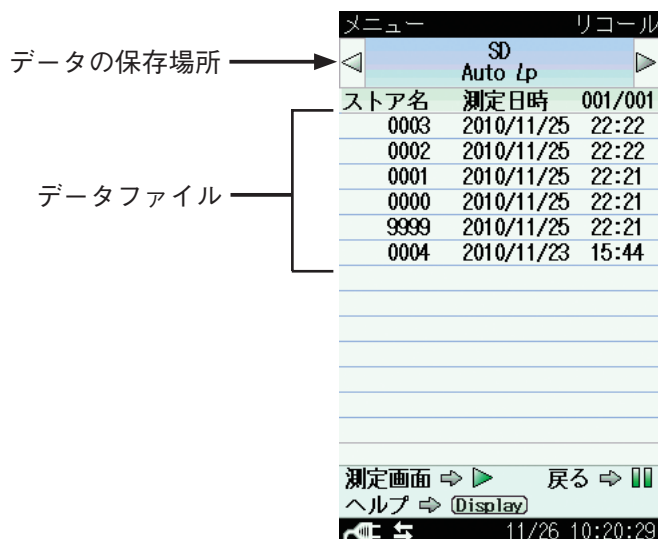 メニュー リコール
データの保存場所
SD
Auto Lp
ストア名 測定日時 001/001
0003 2010/11/25 22:22
0002 2010/11/25 22:22
0001 2010/11/25 22:21
データファイル
0000 2010/11/25 22:21
9999 2010/11/25 22:21
0004 2010/11/23 15:44
測定画面 ⇨ ▶ 戻る ⇨ ▮▮
ヘルプ ⇨ Display
11/26 10:20:29